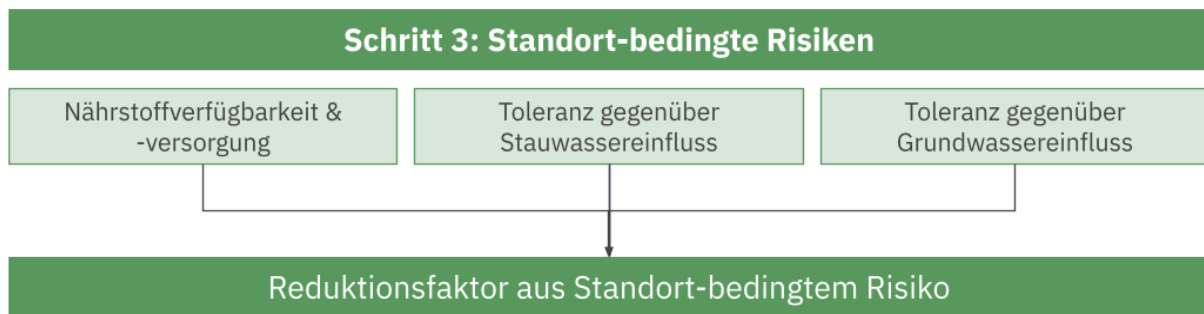 Schritt 3: Standort-bedingte Risiken
Nährstoffverfügbarkeit &
-versorgung
Toleranz gegenüber
Stauwassereinfluss
Toleranz gegenüber
Grundwassereinfluss
Reduktionsfaktor aus Standort-bedingtem Risiko